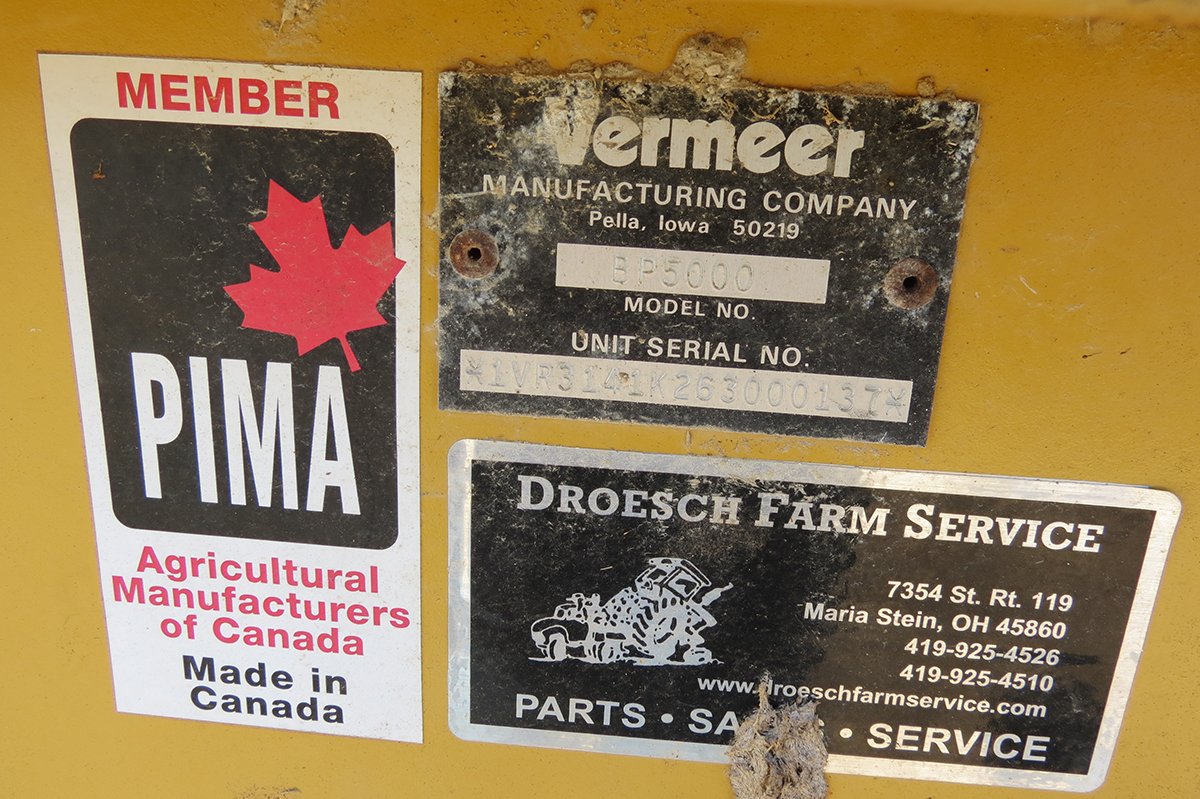 MEMBER
PIMA
Agricultural
Manufacturers
of Canada
Made in
Canada
Vermeer
MANUFACTURING COMPANY
Pella, Iowa 50219
BP5000
MODEL NO.
UNIT SERIAL NO.
*1VR3141K263000137*
DROESCH FARM SERVICE
7354 St. Rt. 119
Maria Stein, OH 45860
419-925-4526
419-925-4510
www.droeschfarmservice.com
PARTS • • SERVICE